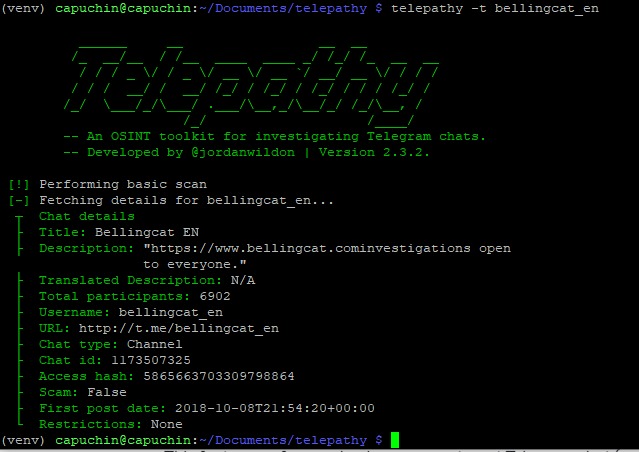 (venv) capuchin@capuchin:~/Documents/telepathy $ telepathy -t bellingcat_en
Telepathy
-- An OSINT toolkit for investigating Telegram chats.
-- Developed by @jordanwildon | Version 2.3.2.
[!] Performing basic scan
[-] Fetching details for bellingcat_en...
┬ Chat details
├ Title: Bellingcat EN
├ Description: "https://www.bellingcat.cominvestigations open
to everyone."
├ Translated Description: N/A
├ Total participants: 6902
├ Username: bellingcat_en
├ URL: http://t.me/bellingcat_en
├ Chat type: Channel
├ Chat id: 1173507325
├ Access hash: 5865663703309798864
├ Scam: False
├ First post date: 2018-10-08T21:54:20+00:00
└ Restrictions: None
(venv) capuchin@capuchin:~/Documents/telepathy $